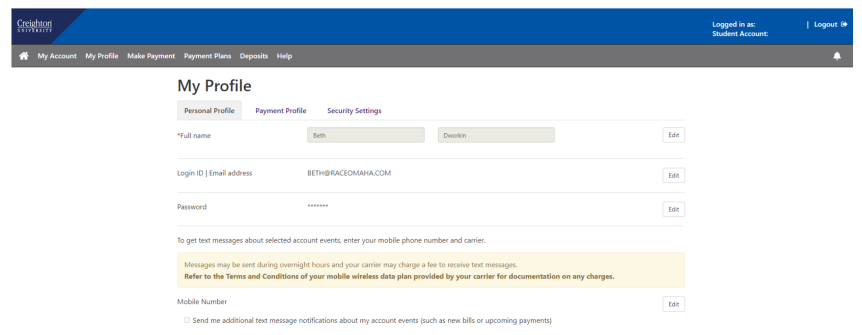 Creighton
UNIVERSITY
Logged in as: | Logout
Student Account:
My Account My Profile Make Payment Payment Plans Deposits Help
My Profile
Personal Profile Payment Profile Security Settings
*Full name Beth Dworkin Edit
Login ID | Email address BETH@RACEOMAHA.COM Edit
Password ******* Edit
To get text messages about selected account events, enter your mobile phone number and carrier.
Messages may be sent during overnight hours and your carrier may charge a fee to receive text messages.
Refer to the Terms and Conditions of your mobile wireless data plan provided by your carrier for documentation on any charges.
Mobile Number Edit
Send me additional text message notifications about my account events (such as new bills or upcoming payments)